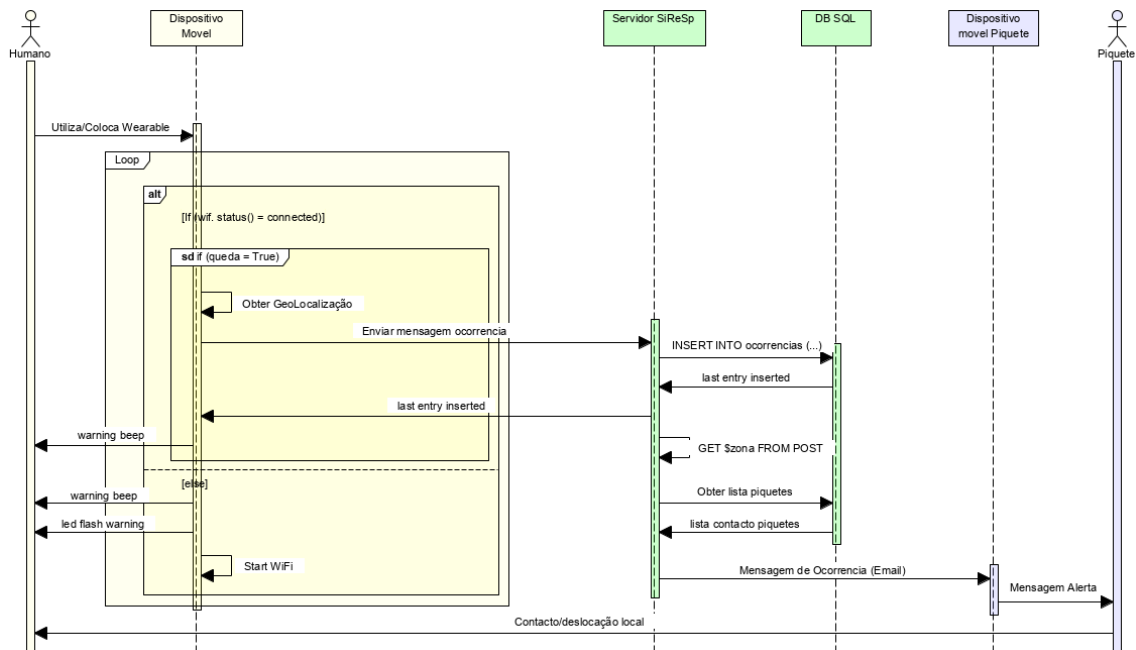 Humano
Dispositivo
Movel
Servidor SiReSp
DB SQL
Dispositivo
movel Piquete
Piquete
Utiliza/Coloca Wearable
Loop
alt
[If (wif. status() = connected)]
sd if (queda = True)
Obter GeoLocalização
Enviar mensagem ocorrencia
INSERT INTO ocorrencias (...)
last entry inserted
last entry inserted
warning beep
GET $zona FROM POST
[else]
warning beep
Obter lista piquetes
led flash warning
lista contacto piquetes
Start WiFi
Mensagem de Ocorrencia (Email)
Mensagem Alerta
Contacto/deslocação local